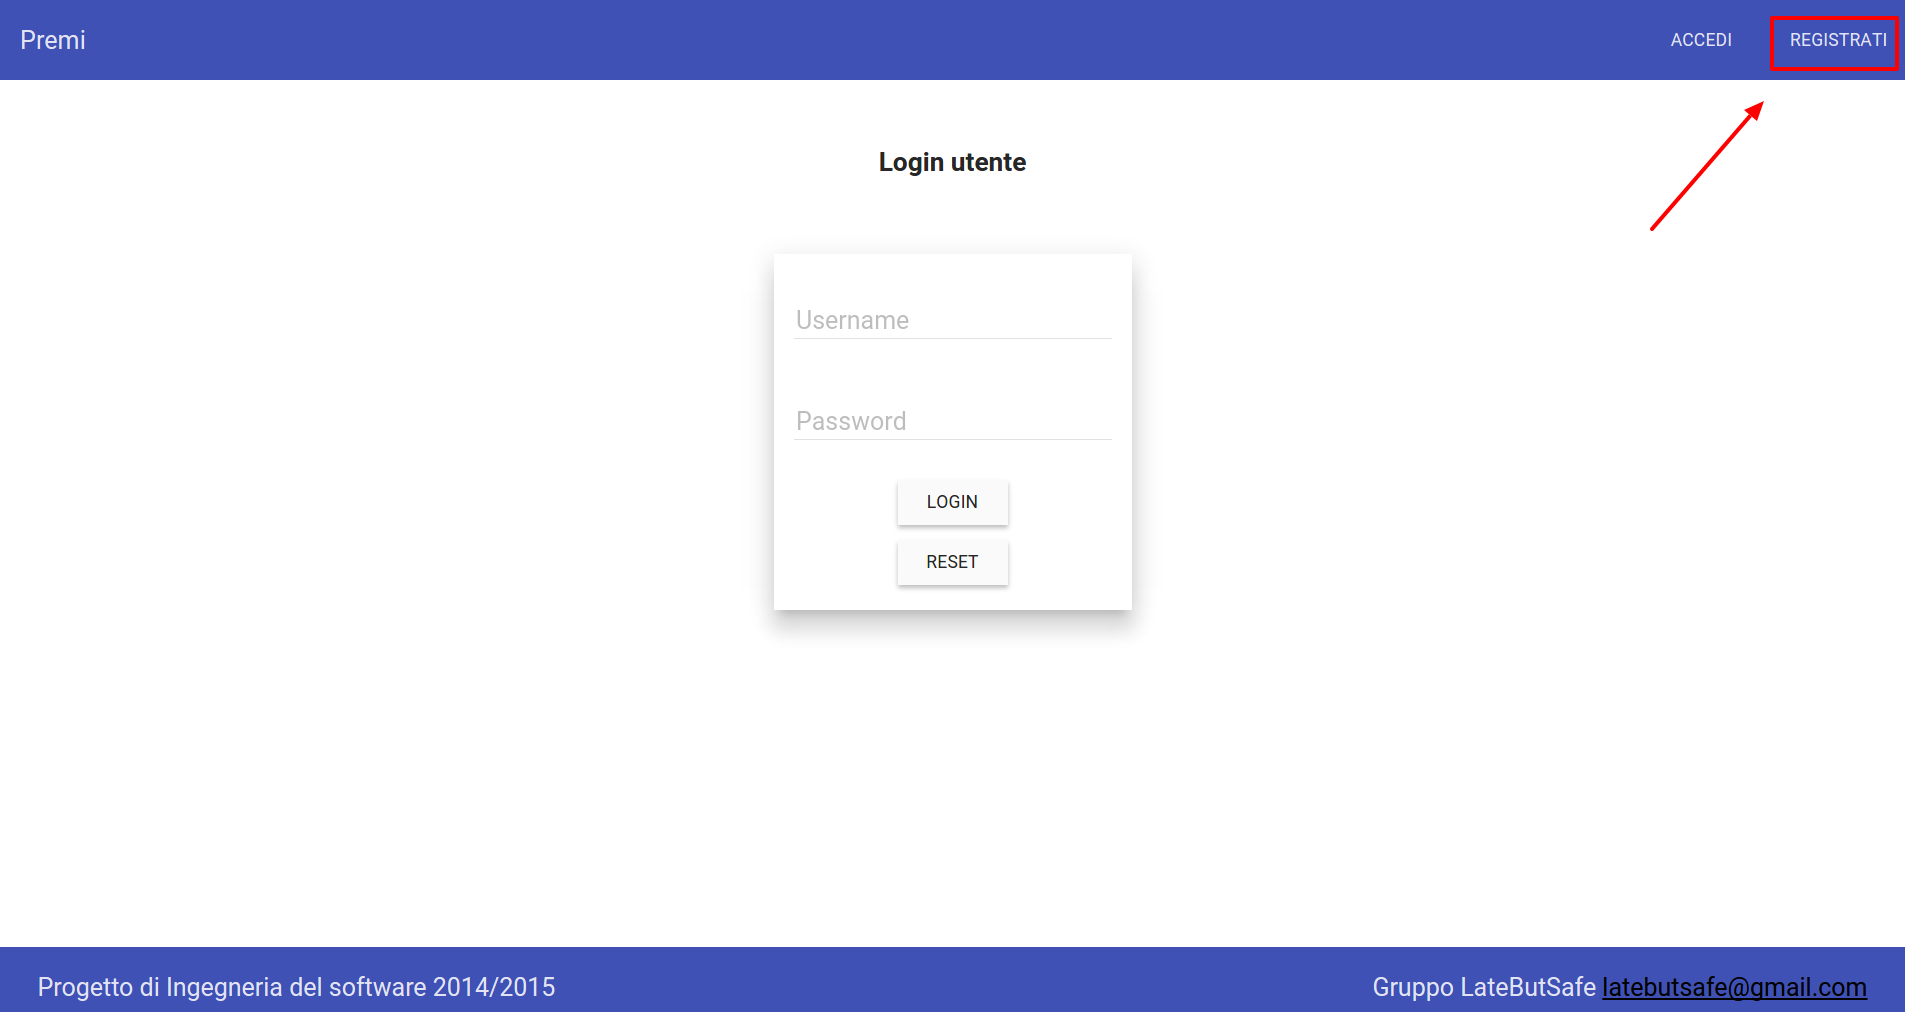 Premi
ACCEDI
REGISTRATI
Login utente
Username
Password
LOGIN
RESET
Progetto di Ingegneria del software 2014/2015
Gruppo LateButSafe latebutsafe@gmail.com